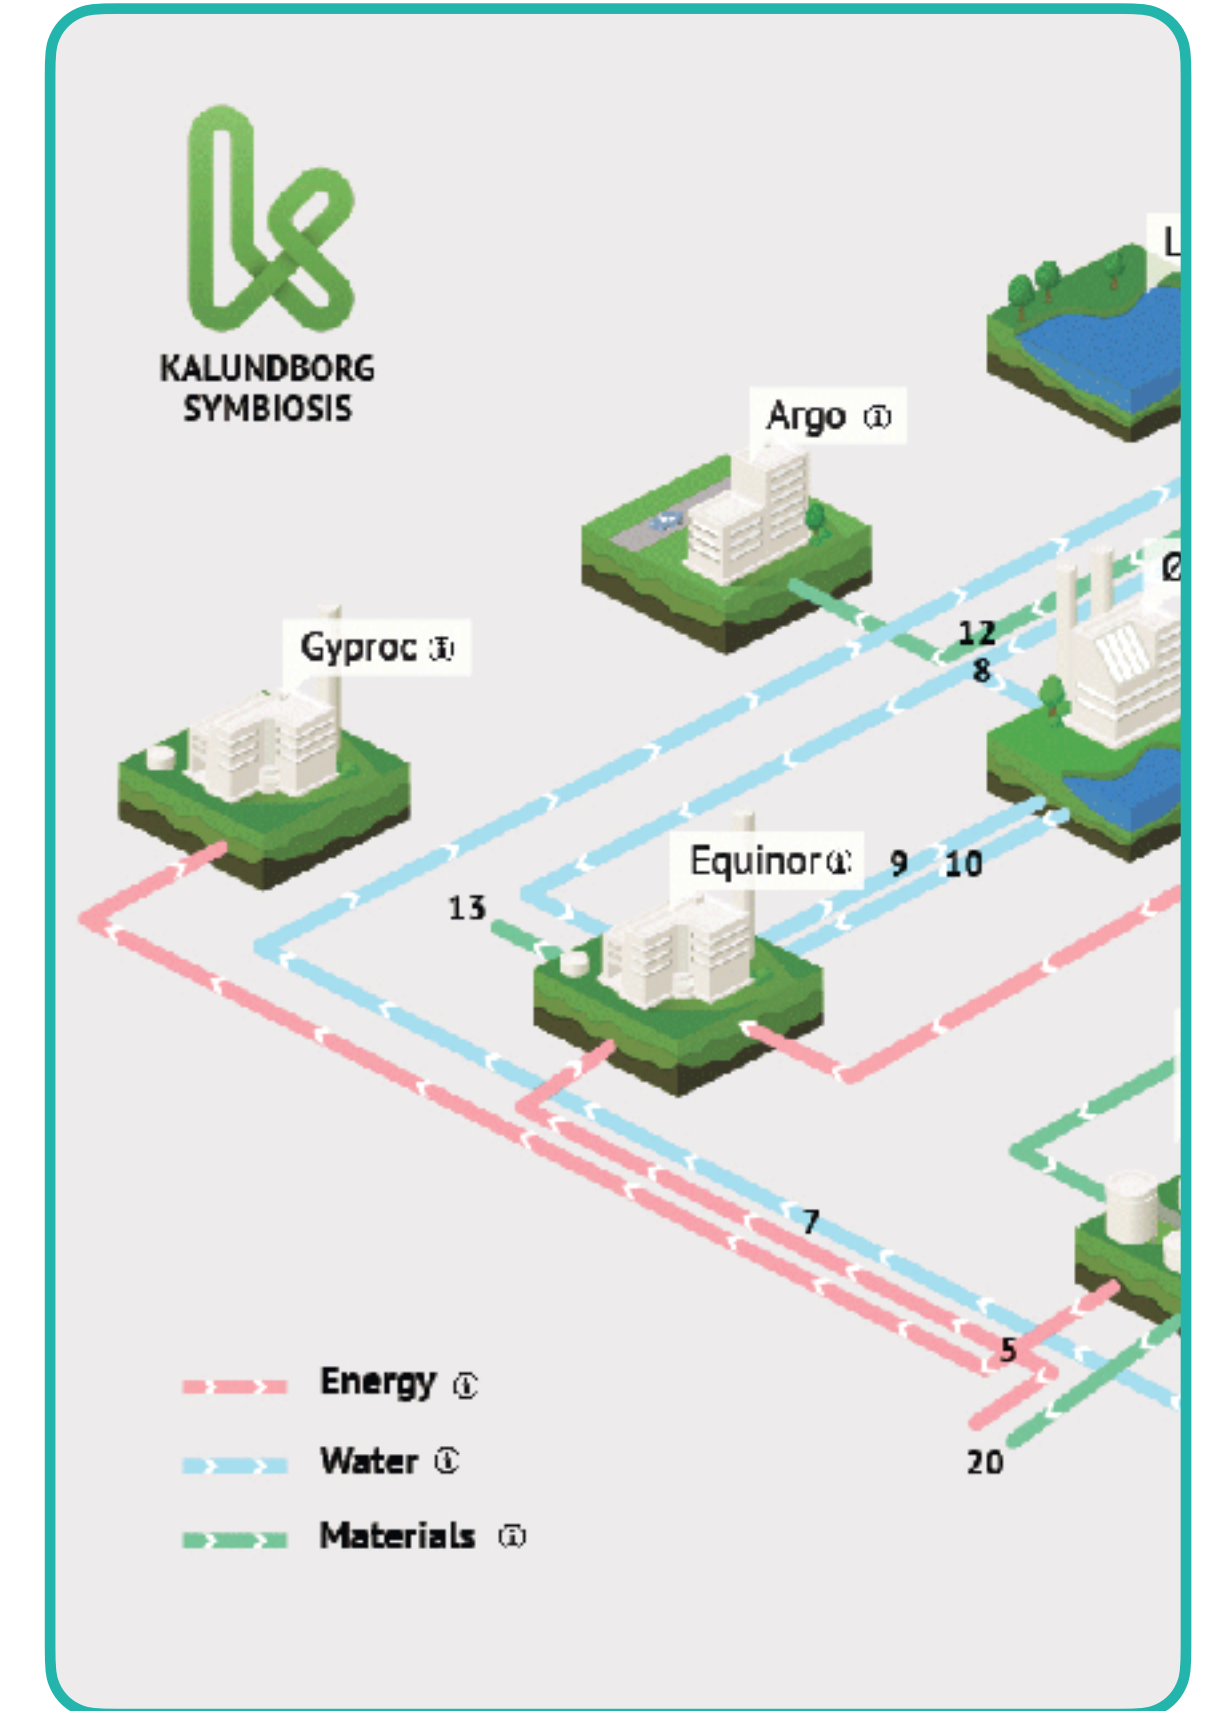 KALUNDBORG
SYMBIOSIS
L
Argo
12
Ø
Gyproc
8
Equinor
9
10
13
7
5
Energy
20
Water
Materials